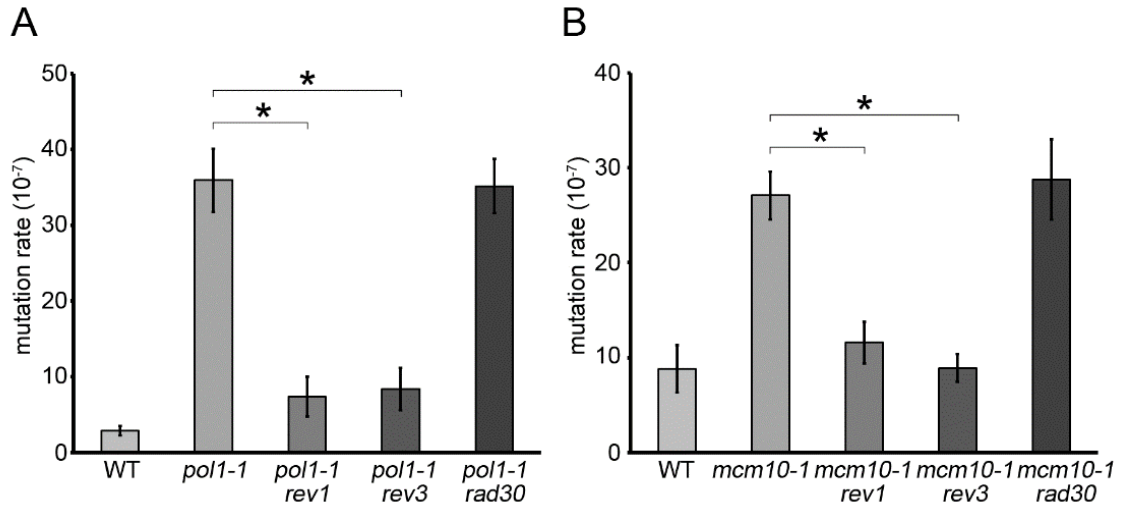 A
mutation rate (10⁻⁷)
50
40
30
20
10
0
*
*
WT
pol1-1
pol1-1
rev1
pol1-1
rev3
pol1-1
rad30
B
mutation rate (10⁻⁷)
40
30
20
10
0
*
*
WT
mcm10-1
mcm10-1
rev1
mcm10-1
rev3
mcm10-1
rad30